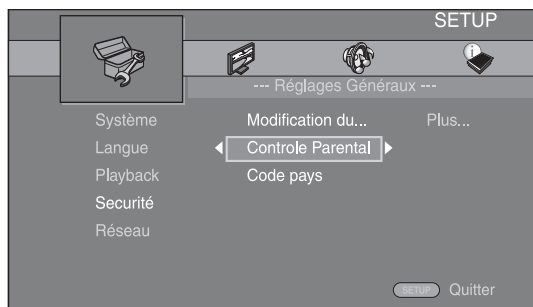 SETUP
--- Réglages Généraux ---
Système Modification du... Plus...
Langue Controle Parental
Playback Code pays
Securité
Réseau
SETUP Quitter